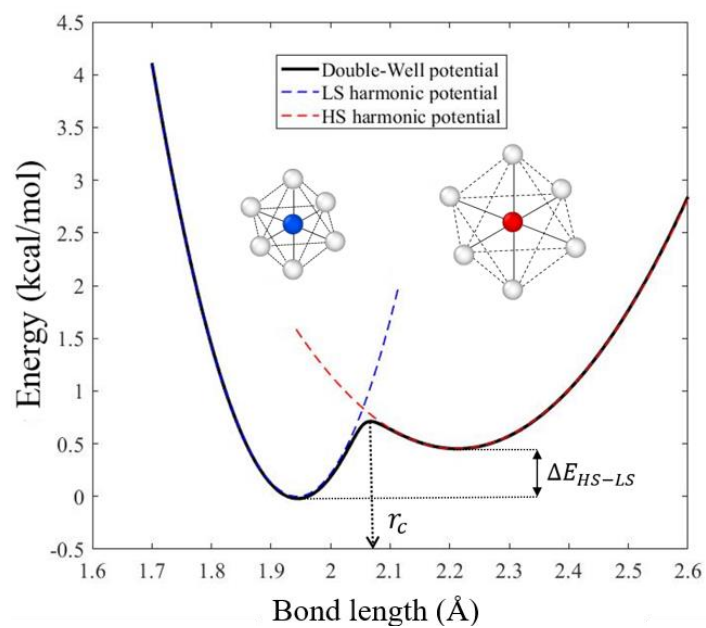 4.5
4
3.5
3
2.5
2
1.5
1
0.5
0
-0.5
Energy (kcal/mol)
Double-Well potential
LS harmonic potential
HS harmonic potential
ΔE_HS−LS
r_C
1.6 1.7 1.8 1.9 2 2.1 2.2 2.3 2.4 2.5 2.6
Bond length (Å)